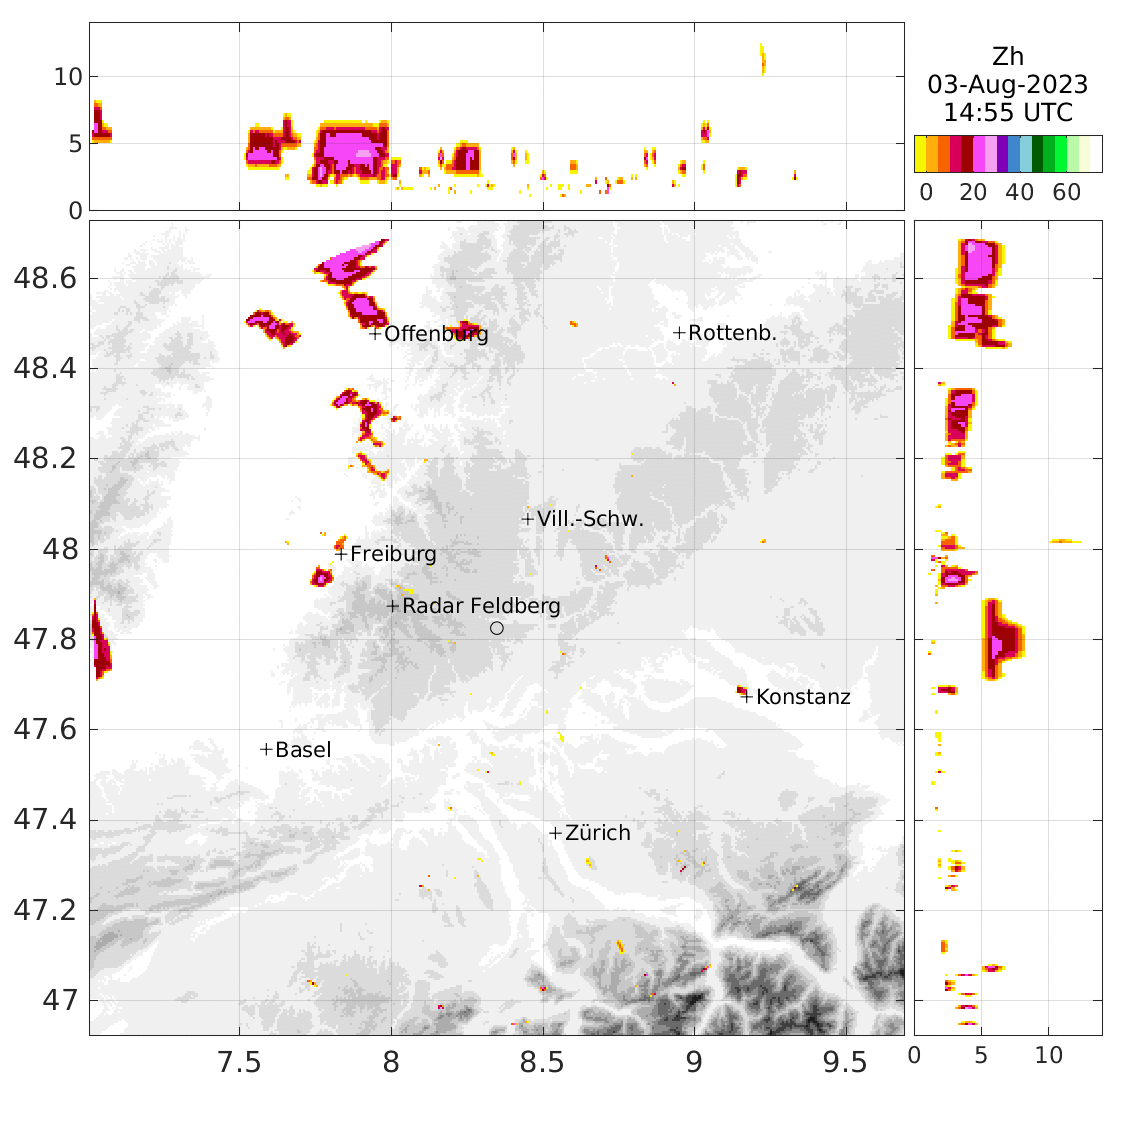 10
5
0
Zh
03-Aug-2023
14:55 UTC
0 20 40 60
48.6
48.4
48.2
48
47.8
47.6
47.4
47.2
47
Offenburg
Rottenb.
Vill.-Schw.
Freiburg
Radar Feldberg
Konstanz
Basel
Zürich
7.5 8 8.5 9 9.5
0 5 10